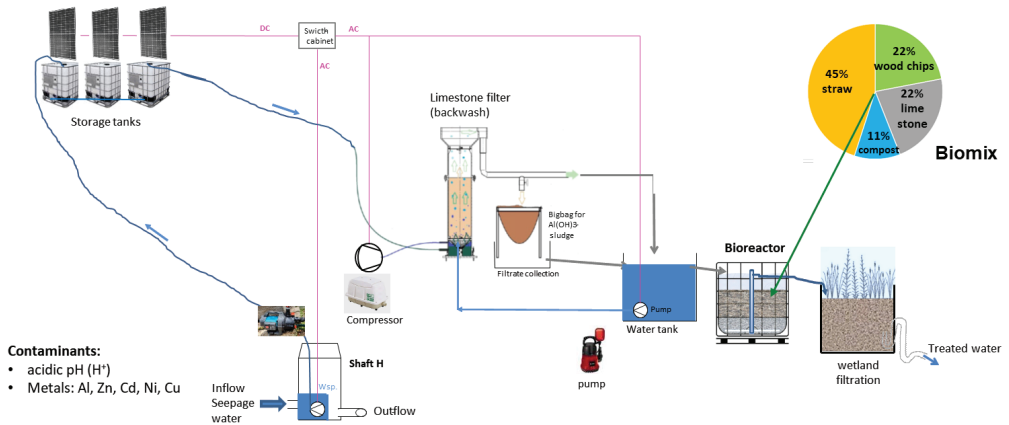 DC
Swicth
cabinet
AC
AC
Storage tanks
Limestone filter
(backwash)
Bigbag for
Al(OH)3-
sludge
Filtrate collection
Compressor
Pump
Water tank
pump
Bioreactor
45%
straw
22%
wood chips
22%
lime
stone
11%
compost
Biomix
wetland
filtration
Treated water
Contaminants:
• acidic pH (H⁺)
• Metals: Al, Zn, Cd, Ni, Cu
Shaft H
Wsp.
Inflow
Seepage
water
Outflow